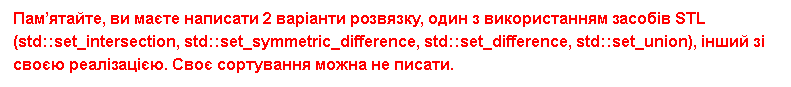 Пам’ятайте, ви маєте написати 2 варіанти розвязку, один з використанням засобів STL
(std::set_intersection, std::set_symmetric_difference, std::set_difference, std::set_union), інший зі
своєю реалізацією. Своє сортування можна не писати.